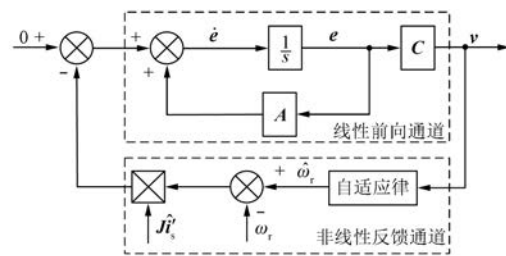 0 + + ė 1/s e C v
- +
A
线性前向通道
+ ω̂r 自适应律
Jî's - ωr 非线性反馈通道